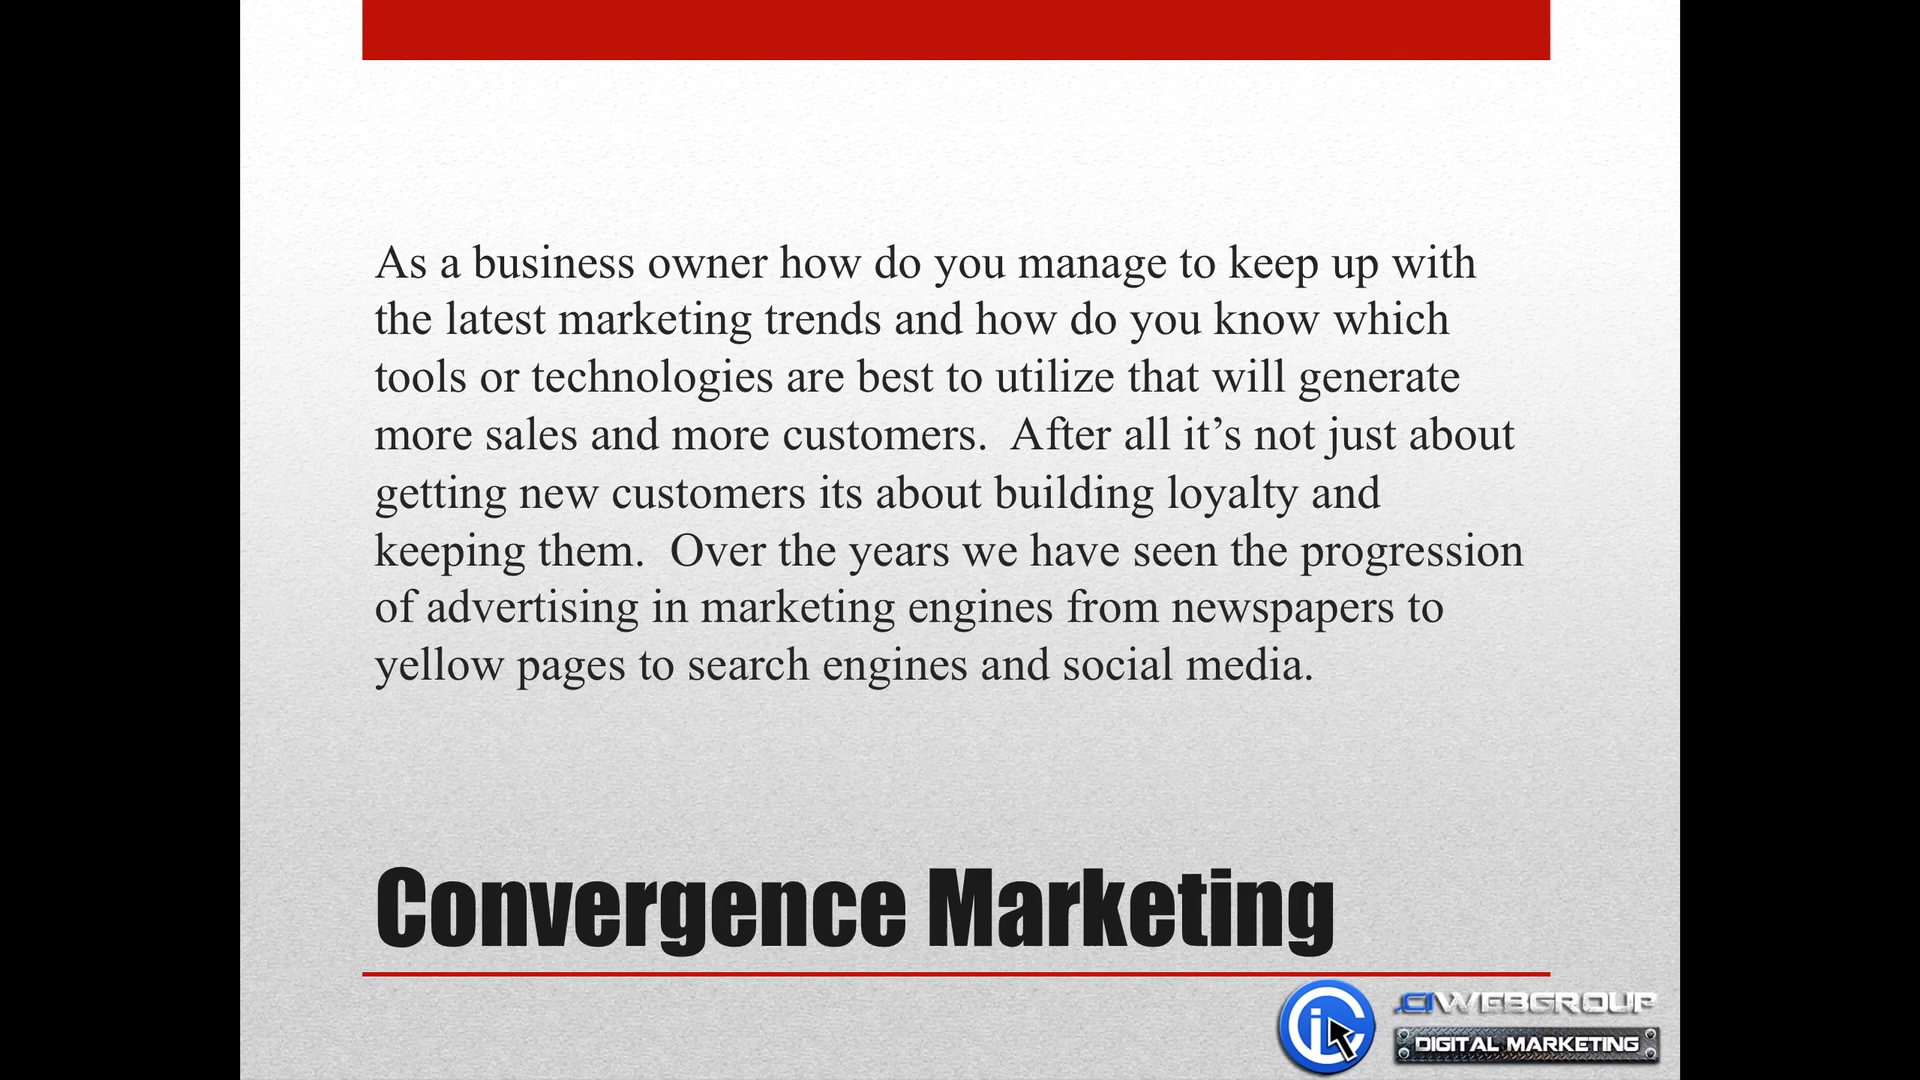 As a business owner how do you manage to keep up with
the latest marketing trends and how do you know which
tools or technologies are best to utilize that will generate
more sales and more customers.  After all it’s not just about
getting new customers its about building loyalty and
keeping them.  Over the years we have seen the progression
of advertising in marketing engines from newspapers to
yellow pages to search engines and social media.
Convergence Marketing
CIWEBGROUP
DIGITAL MARKETING